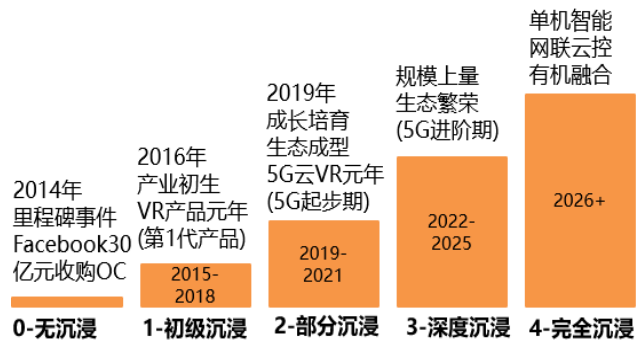 2014年
里程碑事件
Facebook30
亿元收购OC
0-无沉浸
2016年
产业初生
VR产品元年
(第1代产品)
2015-
2018
1-初级沉浸
2019年
成长培育
生态成型
5G云VR元年
(5G起步期)
2019-
2021
2-部分沉浸
规模上量
生态繁荣
(5G进阶期)
2022-
2025
3-深度沉浸
单机智能
网联云控
有机融合
2026+
4-完全沉浸